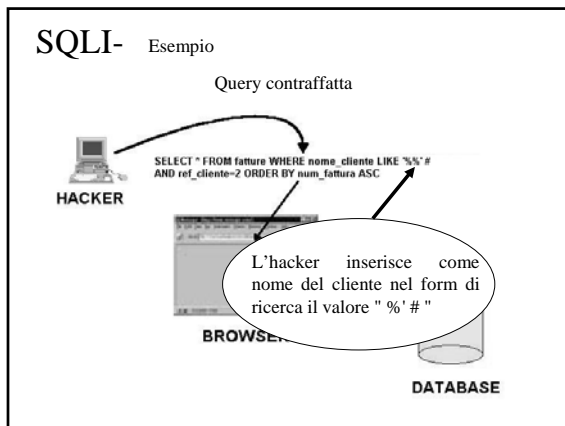 SQLI- Esempio
Query contraffatta
SELECT * FROM fatture WHERE nome_cliente LIKE '%%' #
AND ref_cliente=2 ORDER BY num_fattura ASC
HACKER
L'hacker inserisce come
nome del cliente nel form di
ricerca il valore " %' # "
BROWSER
DATABASE